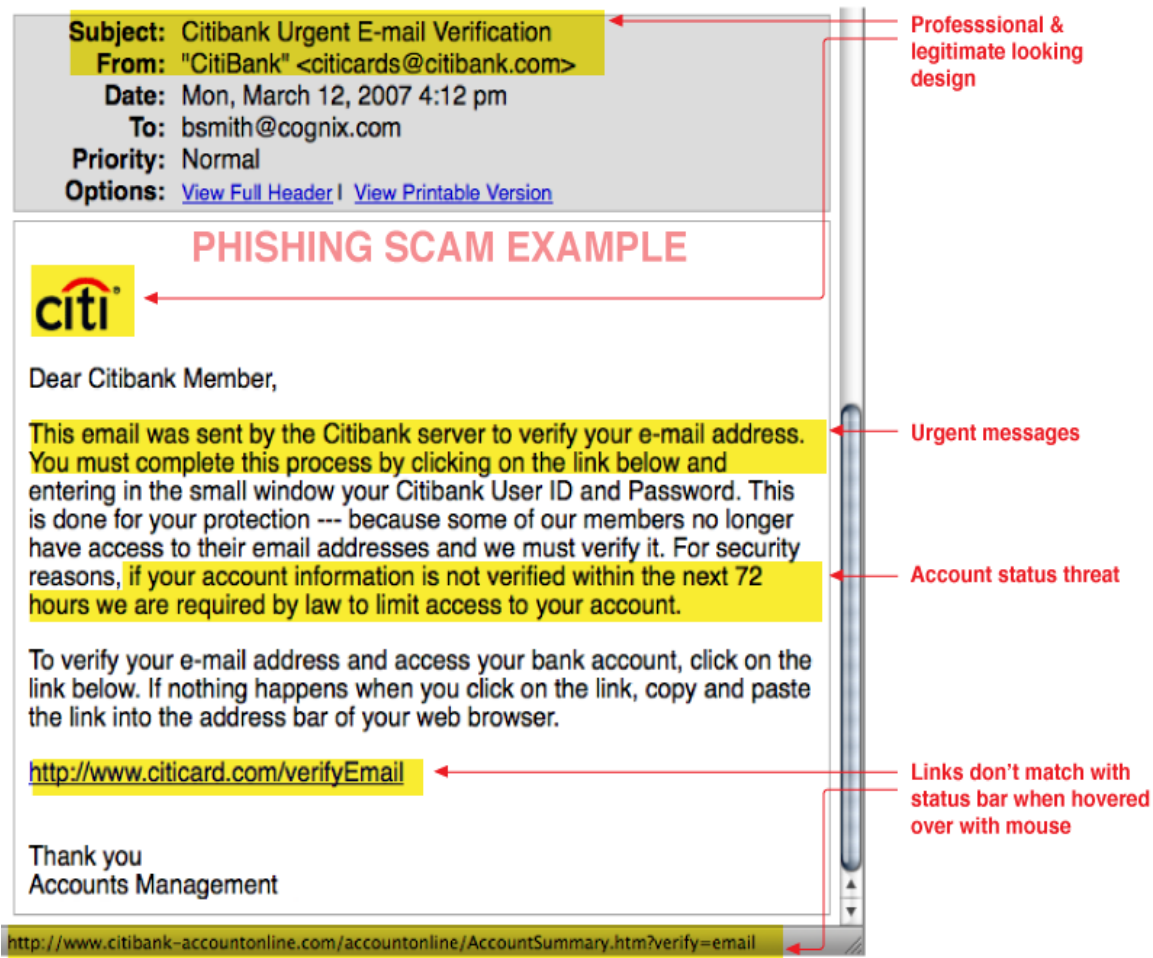 Subject: Citibank Urgent E-mail Verification
From: "CitiBank" <citicards@citibank.com>
Date: Mon, March 12, 2007 4:12 pm
To: bsmith@cognix.com
Priority: Normal
Options: View Full Header | View Printable Version
Professsional &
legitimate looking
design
PHISHING SCAM EXAMPLE
citi®
Dear Citibank Member,
This email was sent by the Citibank server to verify your e-mail address.
You must complete this process by clicking on the link below and
entering in the small window your Citibank User ID and Password. This
is done for your protection --- because some of our members no longer
have access to their email addresses and we must verify it. For security
reasons, if your account information is not verified within the next 72
hours we are required by law to limit access to your account.
Urgent messages
Account status threat
To verify your e-mail address and access your bank account, click on the
link below. If nothing happens when you click on the link, copy and paste
the link into the address bar of your web browser.
http://www.citicard.com/verifyEmail
Links don't match with
status bar when hovered
over with mouse
Thank you
Accounts Management
http://www.citibank-accountonline.com/accountonline/AccountSummary.htm?verify=email